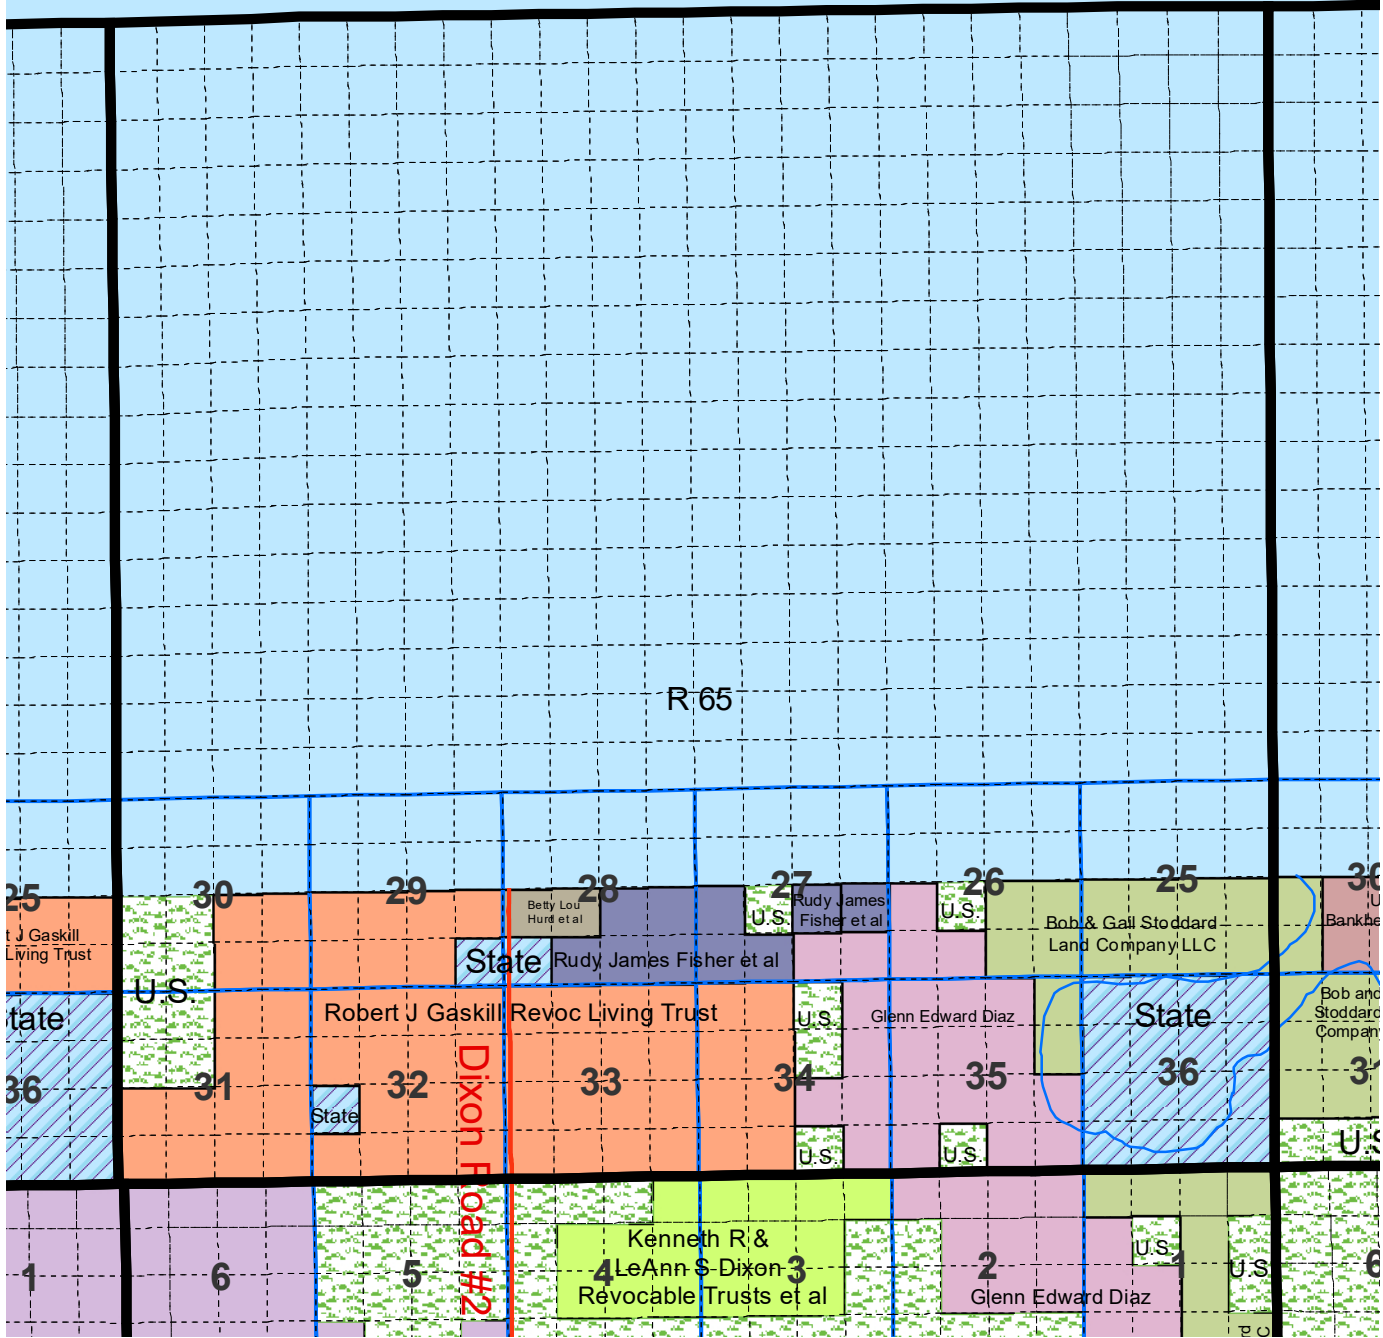 R 65
25
30
29
28
27
26
25
30
t J Gaskill
Living Trust
Betty Lou
Hurd et al
U.S.
Rudy James
Fisher et al
U.S.
Bob & Gail Stoddard
Land Company LLC
U
Bankhe
U.S.
State
Rudy James Fisher et al
tate
Robert J Gaskill Revoc Living Trust
U.S.
Glenn Edward Diaz
State
Bob and
Stoddard
Company
36
31
32
33
34
35
36
31
State
Dixon Road #2
U.S.
U.S.
U.S
Kenneth R &
LeAnn S Dixon
Revocable Trusts et al
U.S.
U.S.
1
6
5
4
3
2
1
6
Glenn Edward Diaz
d
C